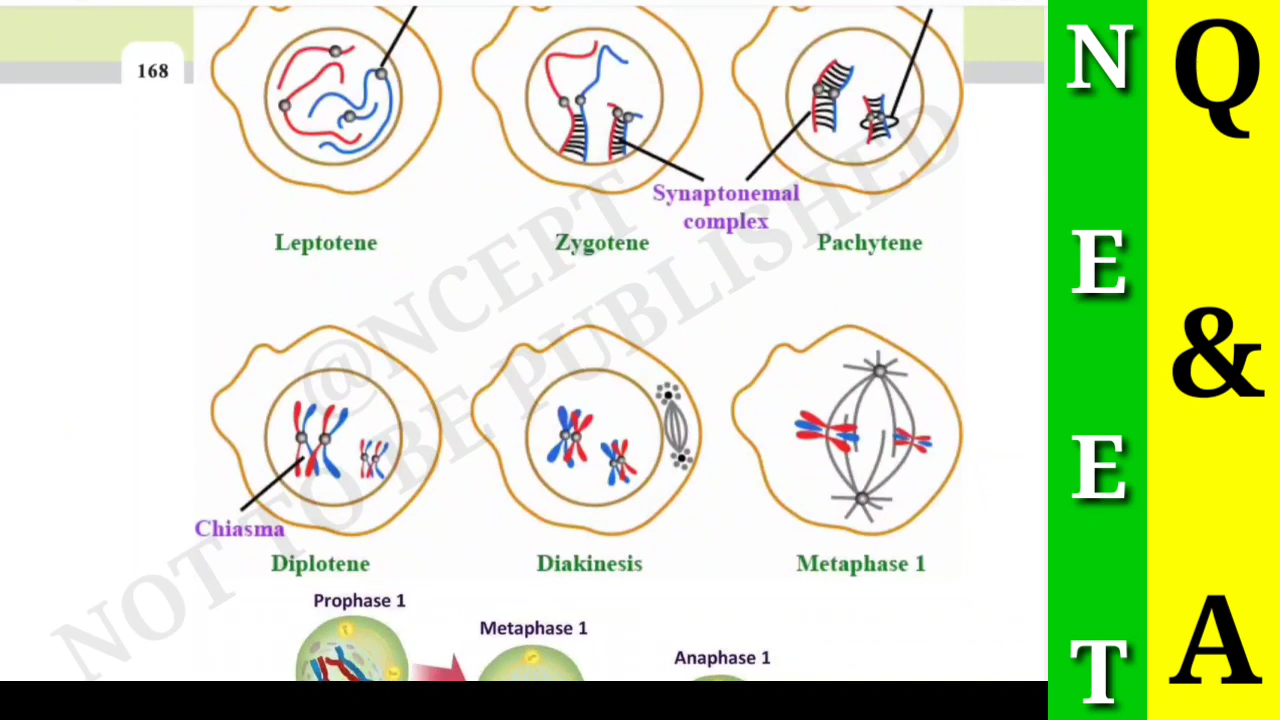 168
Synaptonemal
complex
Leptotene
Zygotene
Pachytene
Chiasma
Diplotene
Diakinesis
Metaphase 1
Prophase 1
Metaphase 1
Anaphase 1
@NCEPT
NOT TO BE PUBLISHED
N
E
E
T
Q
&
A